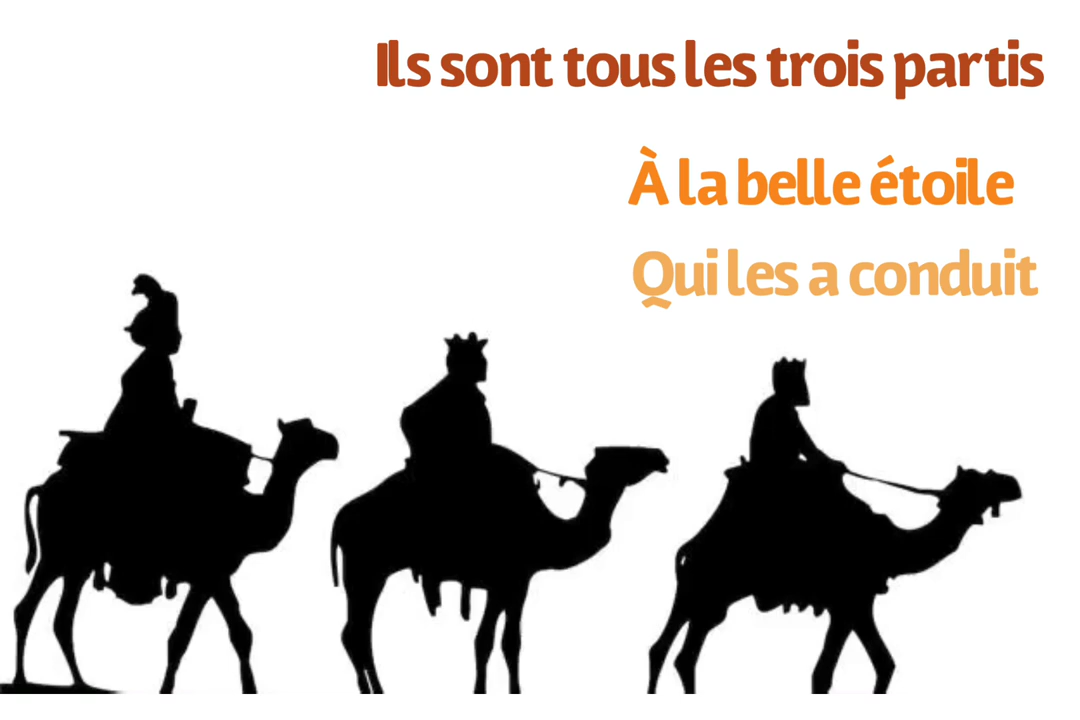 Ils sont tous les trois partis
À la belle étoile
Qui les a conduit